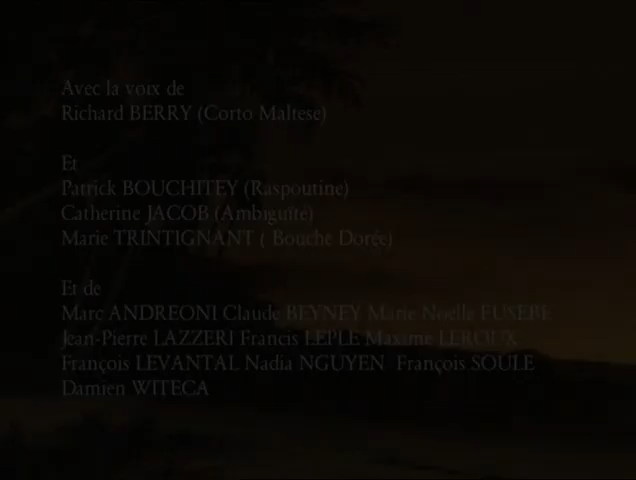 Avec la voix de
Richard BERRY (Corto Maltese)
Et
Patrick BOUCHITEY (Raspoutine)
Catherine JACOB (Ambiguïté)
Marie TRINTIGNANT ( Bouche Dorée)
Et de
Marc ANDREONI Claude BEYNEY Marie Noëlle EUSEBE
Jean-Pierre LAZZERI Francis LEPLE Maxime LEROUX
François LEVANTAL Nadia NGUYEN François SOULE
Damien WITECA